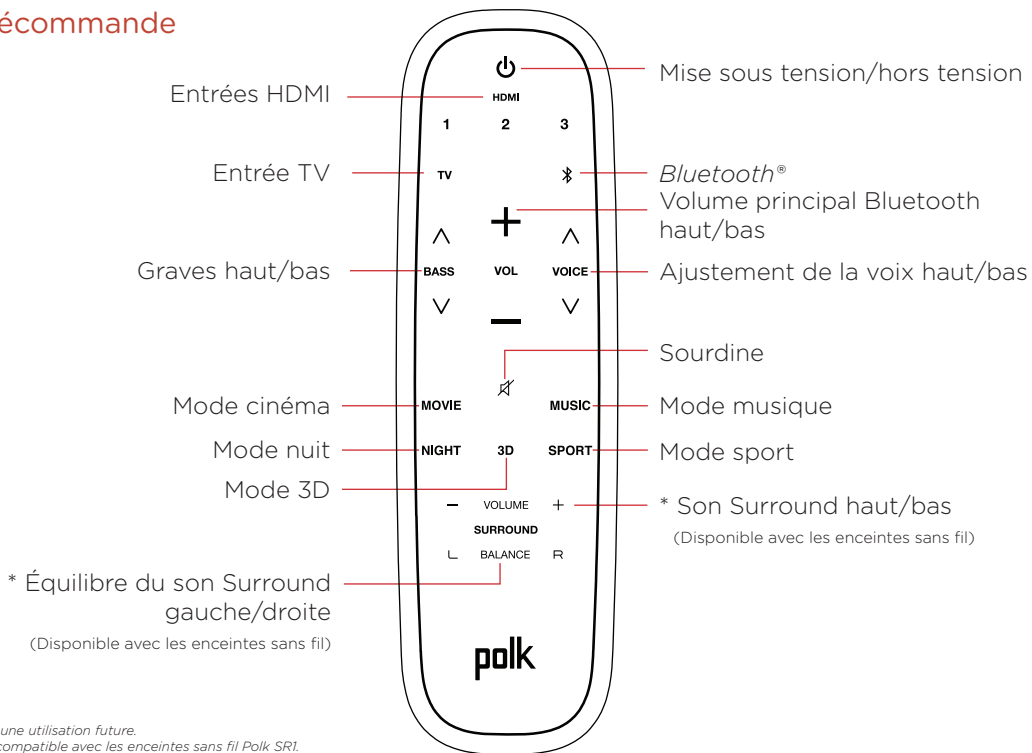 écommande
Mise sous tension/hors tension
Entrées HDMI
HDMI
1 2 3
Entrée TV
TV
Bluetooth®
Volume principal Bluetooth
haut/bas
Graves haut/bas
BASS VOL VOICE
Ajustement de la voix haut/bas
Sourdine
Mode cinéma
MOVIE MUSIC
Mode musique
Mode nuit
NIGHT 3D SPORT
Mode sport
Mode 3D
− VOLUME +
* Son Surround haut/bas
(Disponible avec les enceintes sans fil)
SURROUND
L BALANCE R
* Équilibre du son Surround
gauche/droite
(Disponible avec les enceintes sans fil)
polk
une utilisation future.
compatible avec les enceintes sans fil Polk SR1.